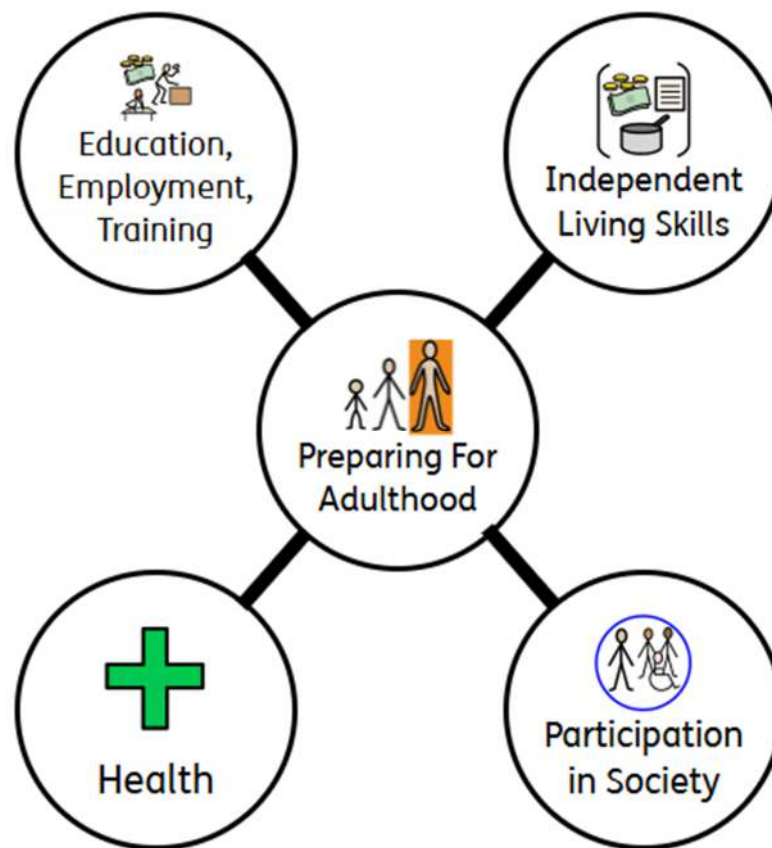 Education,
Employment,
Training
Independent
Living Skills
Preparing For
Adulthood
Health
Participation
in Society